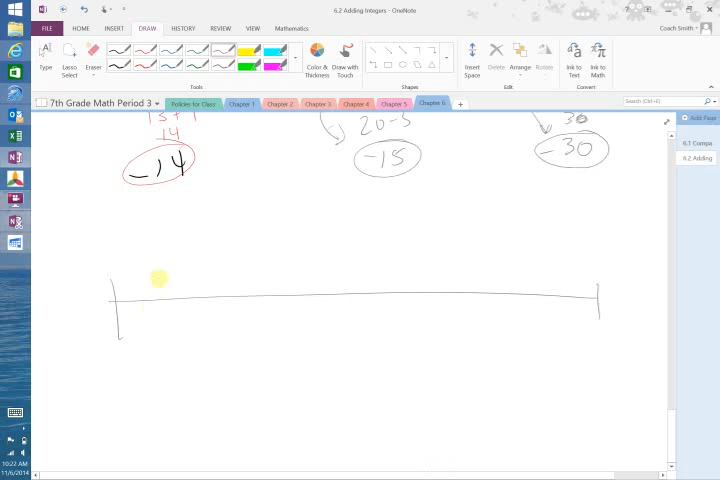 6.2 Adding Integers - OneNote
FILE HOME INSERT DRAW HISTORY REVIEW VIEW Mathematics
Coach Smith
Type Lasso Select Eraser Color & Thickness Draw with Touch Insert Space Delete Arrange Rotate Ink to Text Ink to Math
Tools Shapes Edit Convert
7th Grade Math Period 3 Policies for Class Chapter 1 Chapter 2 Chapter 3 Chapter 4 Chapter 5 Chapter 6 + Search (Ctrl+E)
Add Page
6.1 Compa
6.2 Adding
14 20-5 30
-14 -15 -30
10:22 AM
11/6/2014